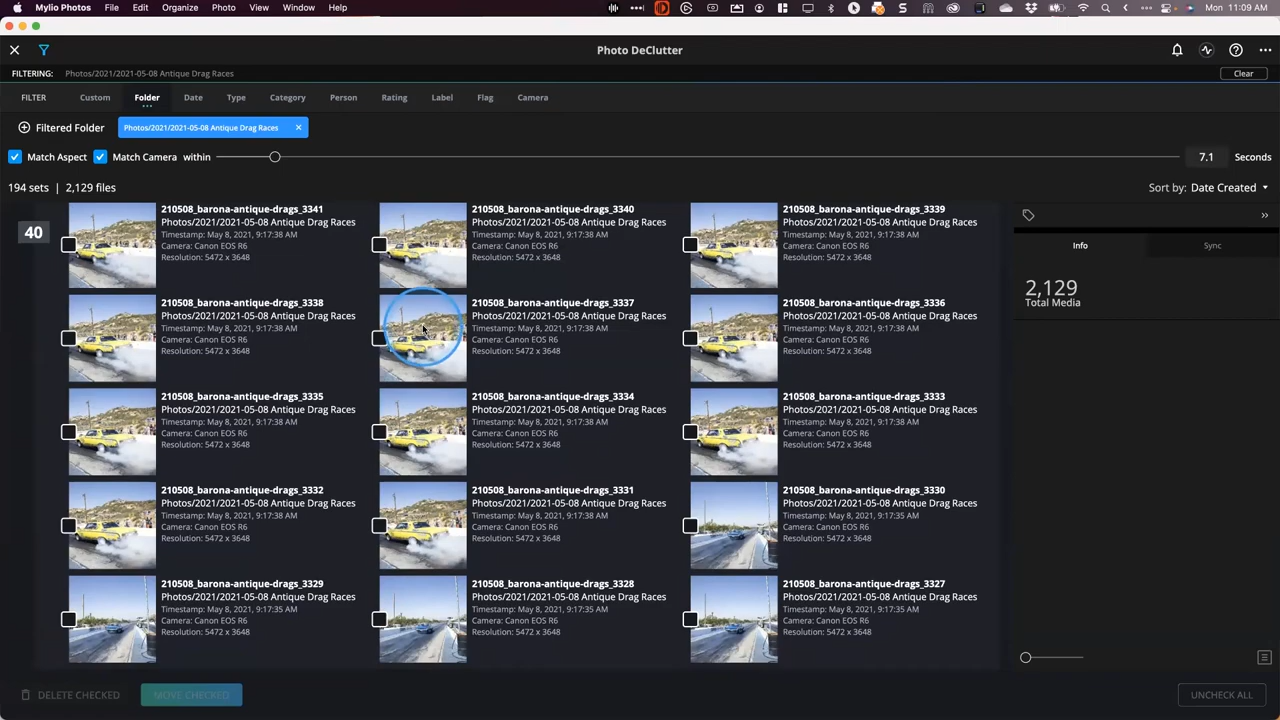 Mylio Photos File Edit Organize Photo View Window Help Mon 11:09 AM
Photo DeClutter
FILTERING: Photos/2021/2021-05-08 Antique Drag Races Clear
FILTER Custom Folder Date Type Category Person Rating Label Flag Camera
Filtered Folder Photos/2021/2021-05-08 Antique Drag Races
Match Aspect Match Camera within 7.1 Seconds
194 sets | 2,129 files Sort by: Date Created
40
210508_barona-antique-drags_3341 210508_barona-antique-drags_3340 210508_barona-antique-drags_3339
Photos/2021/2021-05-08 Antique Drag Races Photos/2021/2021-05-08 Antique Drag Races Photos/2021/2021-05-08 Antique Drag Races
Timestamp: May 8, 2021, 9:17:38 AM Timestamp: May 8, 2021, 9:17:38 AM Timestamp: May 8, 2021, 9:17:38 AM
Camera: Canon EOS R6 Camera: Canon EOS R6 Camera: Canon EOS R6
Resolution: 5472 x 3648 Resolution: 5472 x 3648 Resolution: 5472 x 3648
Info Sync
2,129
Total Media
210508_barona-antique-drags_3338 210508_barona-antique-drags_3337 210508_barona-antique-drags_3336
Photos/2021/2021-05-08 Antique Drag Races Photos/2021/2021-05-08 Antique Drag Races Photos/2021/2021-05-08 Antique Drag Races
Timestamp: May 8, 2021, 9:17:38 AM Timestamp: May 8, 2021, 9:17:38 AM Timestamp: May 8, 2021, 9:17:38 AM
Camera: Canon EOS R6 Camera: Canon EOS R6 Camera: Canon EOS R6
Resolution: 5472 x 3648 Resolution: 5472 x 3648 Resolution: 5472 x 3648
210508_barona-antique-drags_3335 210508_barona-antique-drags_3334 210508_barona-antique-drags_3333
Photos/2021/2021-05-08 Antique Drag Races Photos/2021/2021-05-08 Antique Drag Races Photos/2021/2021-05-08 Antique Drag Races
Timestamp: May 8, 2021, 9:17:38 AM Timestamp: May 8, 2021, 9:17:38 AM Timestamp: May 8, 2021, 9:17:38 AM
Camera: Canon EOS R6 Camera: Canon EOS R6 Camera: Canon EOS R6
Resolution: 5472 x 3648 Resolution: 5472 x 3648 Resolution: 5472 x 3648
210508_barona-antique-drags_3332 210508_barona-antique-drags_3331 210508_barona-antique-drags_3330
Photos/2021/2021-05-08 Antique Drag Races Photos/2021/2021-05-08 Antique Drag Races Photos/2021/2021-05-08 Antique Drag Races
Timestamp: May 8, 2021, 9:17:38 AM Timestamp: May 8, 2021, 9:17:38 AM Timestamp: May 8, 2021, 9:17:35 AM
Camera: Canon EOS R6 Camera: Canon EOS R6 Camera: Canon EOS R6
Resolution: 5472 x 3648 Resolution: 5472 x 3648 Resolution: 5472 x 3648
210508_barona-antique-drags_3329 210508_barona-antique-drags_3328 210508_barona-antique-drags_3327
Photos/2021/2021-05-08 Antique Drag Races Photos/2021/2021-05-08 Antique Drag Races Photos/2021/2021-05-08 Antique Drag Races
Timestamp: May 8, 2021, 9:17:35 AM Timestamp: May 8, 2021, 9:17:35 AM Timestamp: May 8, 2021, 9:17:35 AM
Camera: Canon EOS R6 Camera: Canon EOS R6 Camera: Canon EOS R6
Resolution: 5472 x 3648 Resolution: 5472 x 3648 Resolution: 5472 x 3648
DELETE CHECKED MOVE CHECKED UNCHECK ALL